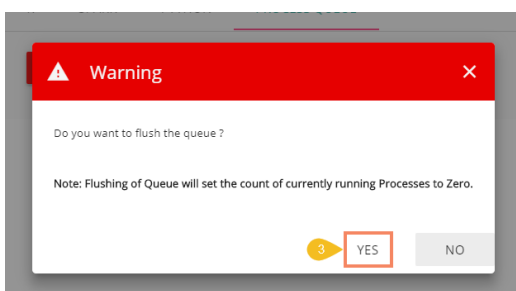 Warning
Do you want to flush the queue ?
Note: Flushing of Queue will set the count of currently running Processes to Zero.
3 YES NO